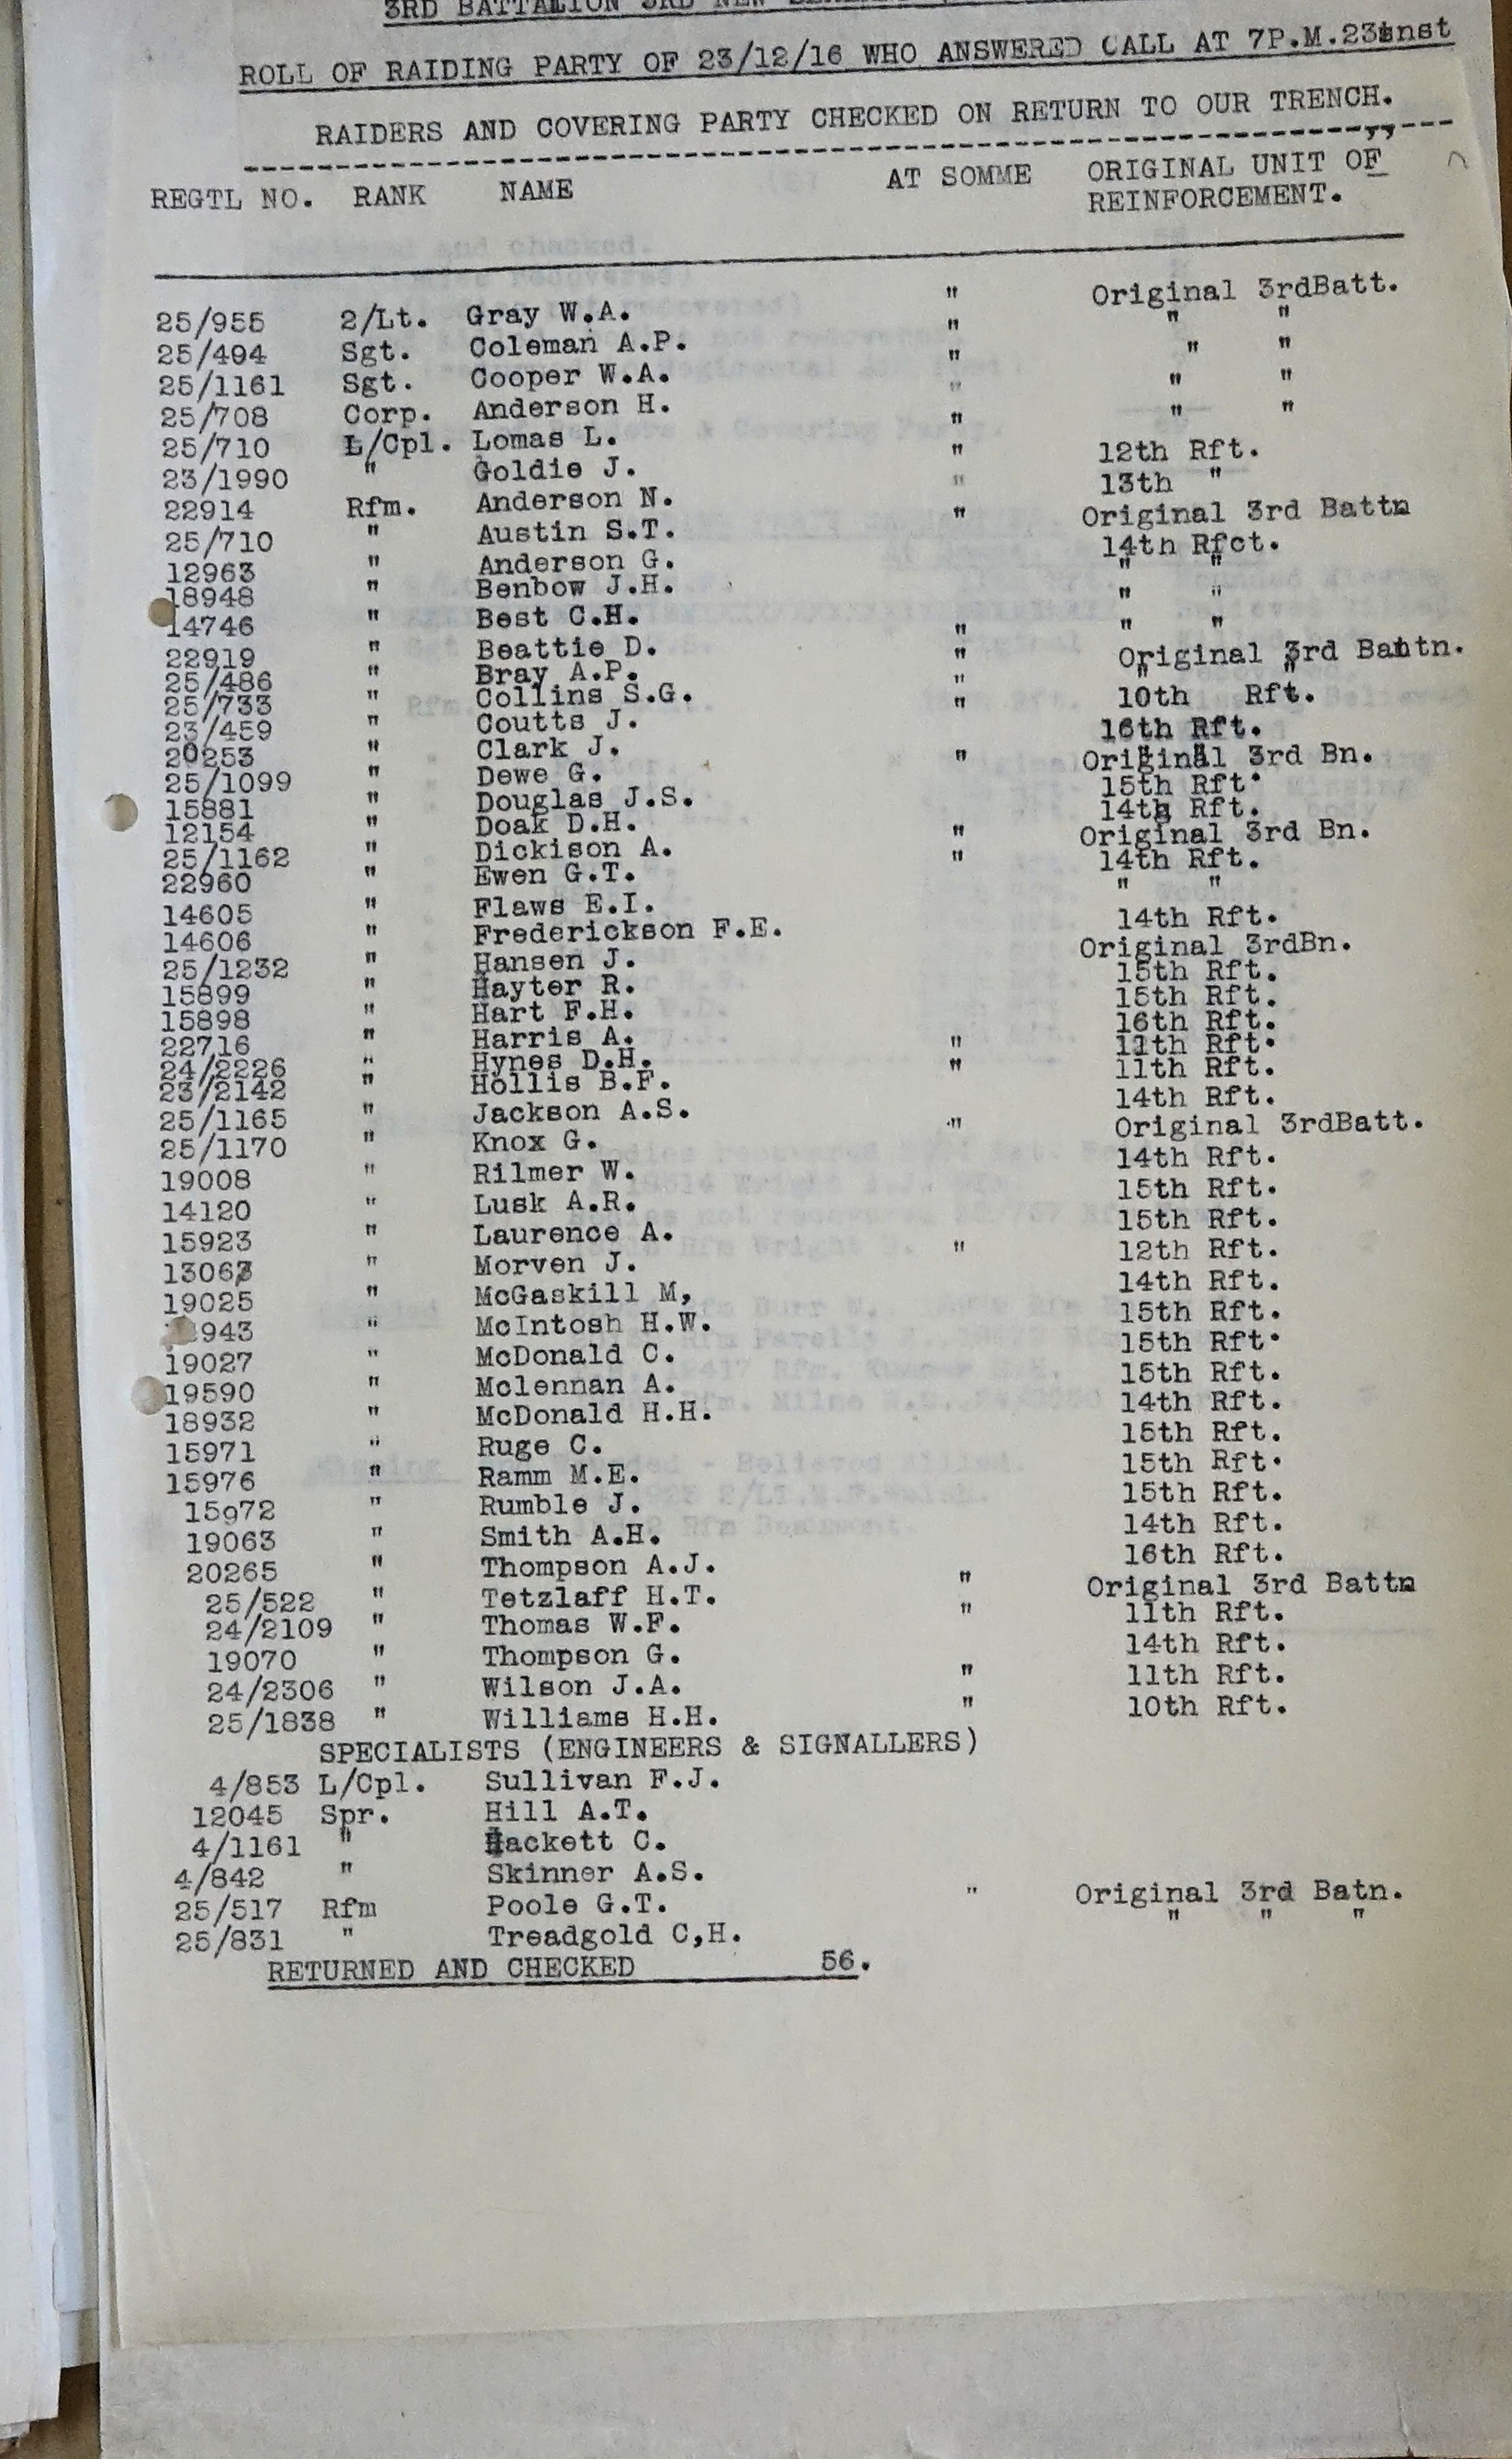 3RD BATTALION 3RD NEW
ROLL OF RAIDING PARTY OF 23/12/16 WHO ANSWERED CALL AT 7P.M.23inst
RAIDERS AND COVERING PARTY CHECKED ON RETURN TO OUR TRENCH.
REGTL NO. RANK NAME AT SOMME ORIGINAL UNIT OF
REINFORCEMENT.
25/955 2/Lt. Gray W.A. " Original 3rdBatt.
25/494 Sgt. Coleman A.P. " " "
25/1161 Sgt. Cooper W.A. " " "
25/708 Corp. Anderson H. " " "
25/710 L/Cpl. Lomas L. " " "
23/1990 " Goldie J. " 12th Rft.
22914 Rfm. Anderson N. " 13th "
25/710 " Austin S.T. " Original 3rd Battn
12963 " Anderson G. 14th Rfct.
18948 " Benbow J.H. " "
14746 " Best C.H. " "
22919 " Beattie D. " " "
25/486 " Bray A.P. " Original 3rd Battn.
25/733 " Collins S.G. " " "
23/459 " Coutts J. " 10th Rft.
20253 " Clark J. 16th Rft.
25/1099 " Dewe G. " Original 3rd Bn.
15881 " Douglas J.S. 15th Rft.
12154 " Doak D.H. 14th Rft.
25/1162 " Dickison A. " Original 3rd Bn.
22960 " Ewen G.T. " 14th Rft.
14605 " Flaws E.I. " "
14606 " Frederickson F.E. 14th Rft.
25/1232 " Hansen J. Original 3rdBn.
15899 " Hayter R. 15th Rft.
15898 " Hart F.H. 15th Rft.
22716 " Harris A. 16th Rft.
24/2226 " Hynes D.H. " 11th Rft.
23/2142 " Hollis B.F. " 11th Rft.
25/1165 " Jackson A.S. 14th Rft.
25/1170 " Knox G. " Original 3rdBatt.
19008 " Rilmer W. 14th Rft.
14120 " Lusk A.R. 15th Rft.
15923 " Laurence A. 15th Rft.
13063 " Morven J. " 12th Rft.
19025 " McGaskill M, 14th Rft.
943 " McIntosh H.W. 15th Rft.
19027 " McDonald C. 15th Rft.
19590 " Mclennan A. 15th Rft.
18932 " McDonald H.H. 14th Rft.
15971 " Ruge C. 15th Rft.
15976 " Ramm M.E. 15th Rft.
15972 " Rumble J. 15th Rft.
19063 " Smith A.H. 14th Rft.
20265 " Thompson A.J. 16th Rft.
25/522 " Tetzlaff H.T. " Original 3rd Battn
24/2109 " Thomas W.F. " 11th Rft.
19070 " Thompson G. 14th Rft.
24/2306 " Wilson J.A. " 11th Rft.
25/1838 " Williams H.H. " 10th Rft.
SPECIALISTS (ENGINEERS & SIGNALLERS)
4/853 L/Cpl. Sullivan F.J.
12045 Spr. Hill A.T.
4/1161 " Hackett C.
4/842 " Skinner A.S.
25/517 Rfm Poole G.T. " Original 3rd Batn.
25/831 " Treadgold C,H. " " "
RETURNED AND CHECKED 56.